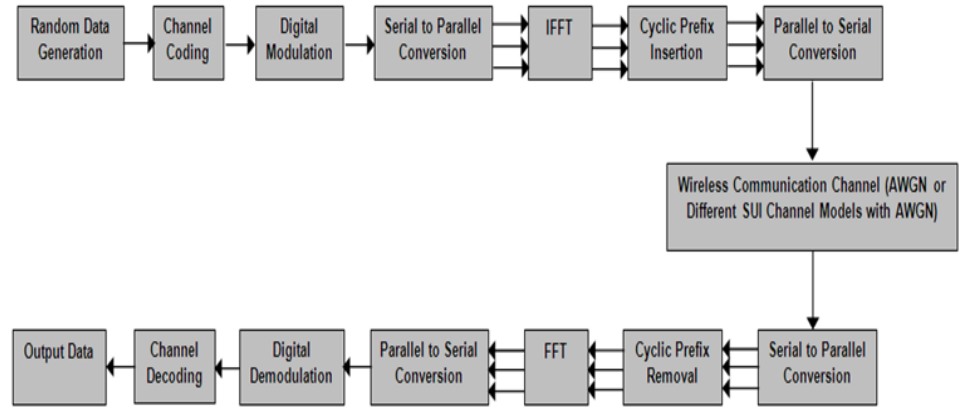 Random Data
Generation
Channel
Coding
Digital
Modulation
Serial to Parallel
Conversion
IFFT
Cyclic Prefix
Insertion
Parallel to Serial
Conversion
Wireless Communication Channel (AWGN or
Different SUI Channel Models with AWGN)
Output Data
Channel
Decoding
Digital
Demodulation
Parallel to Serial
Conversion
FFT
Cyclic Prefix
Removal
Serial to Parallel
Conversion